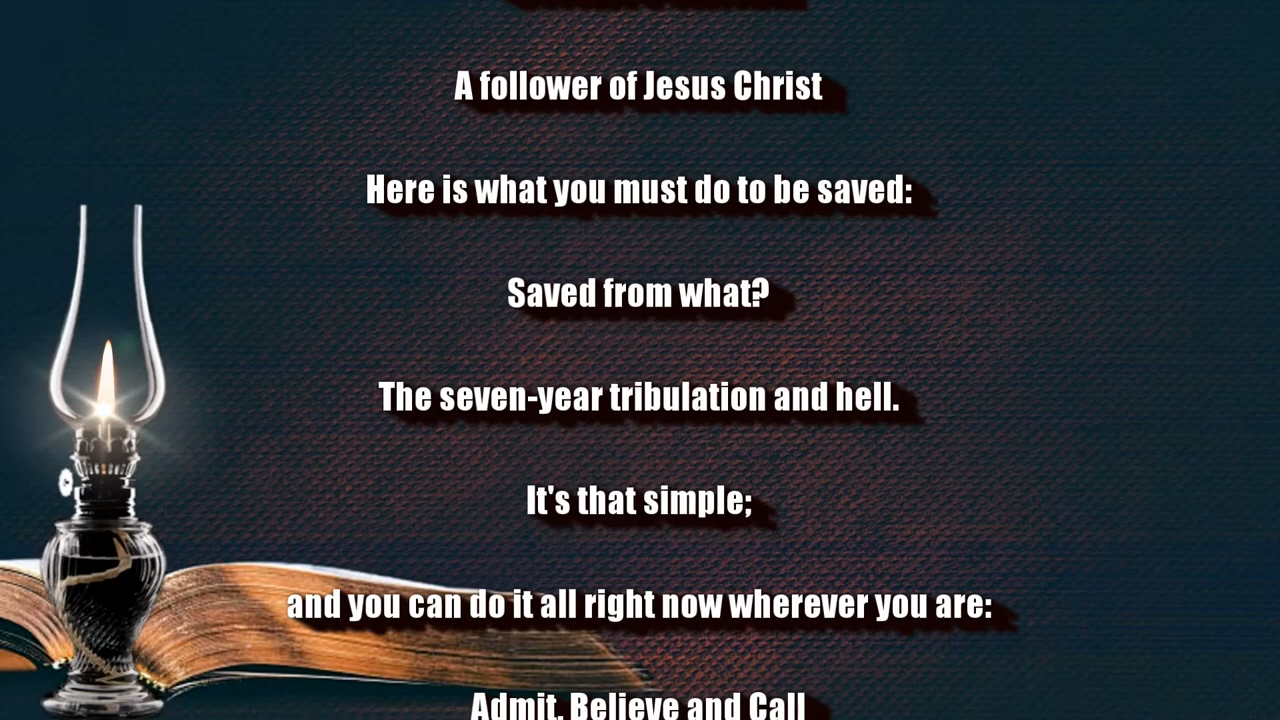 A follower of Jesus Christ
Here is what you must do to be saved:
Saved from what?
The seven-year tribulation and hell.
It's that simple;
and you can do it all right now wherever you are:
Admit, Believe and Call